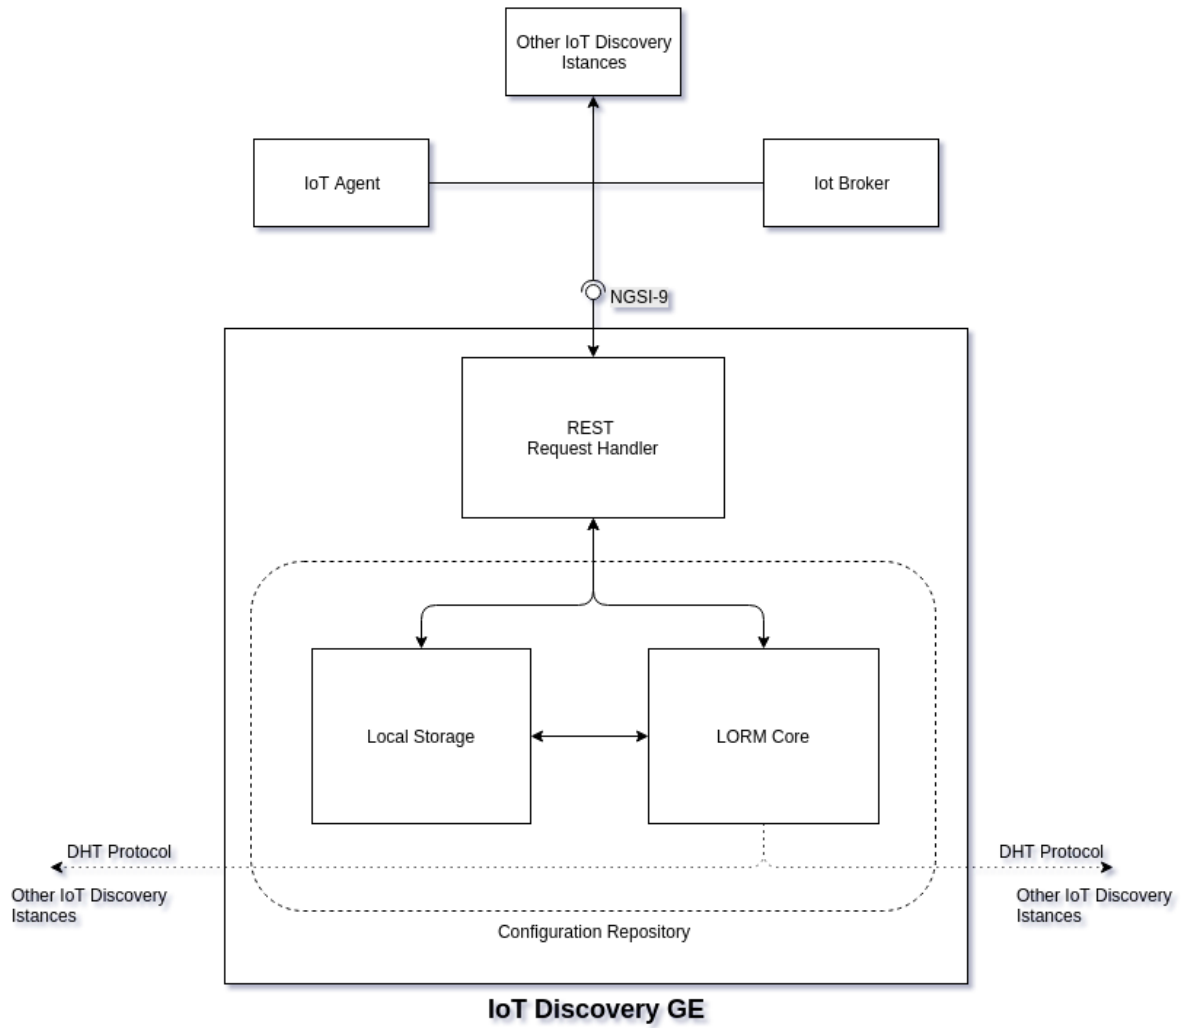 Other IoT Discovery
Istances
IoT Agent
Iot Broker
NGSI-9
REST
Request Handler
Local Storage
LORM Core
DHT Protocol
DHT Protocol
Other IoT Discovery
Istances
Other IoT Discovery
Istances
Configuration Repository
IoT Discovery GE